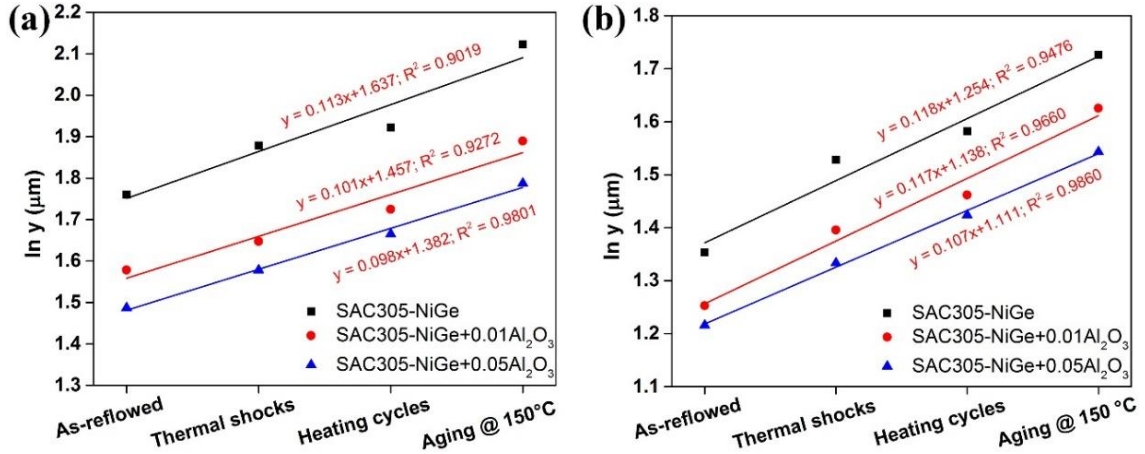 (a)
ln y (μm)
2.2
2.1
2.0
1.9
1.8
1.7
1.6
1.5
1.4
1.3
y = 0.113x+1.637; R² = 0.9019
y = 0.101x+1.457; R² = 0.9272
y = 0.098x+1.382; R² = 0.9801
SAC305-NiGe
SAC305-NiGe+0.01Al₂O₃
SAC305-NiGe+0.05Al₂O₃
As-reflowed
Thermal shocks
Heating cycles
Aging @ 150°C
(b)
ln y (μm)
1.8
1.7
1.6
1.5
1.4
1.3
1.2
1.1
y = 0.118x+1.254; R² = 0.9476
y = 0.117x+1.138; R² = 0.9660
y = 0.107x+1.111; R² = 0.9860
SAC305-NiGe
SAC305-NiGe+0.01Al₂O₃
SAC305-NiGe+0.05Al₂O₃
As-reflowed
Thermal shocks
Heating cycles
Aging @ 150 °C